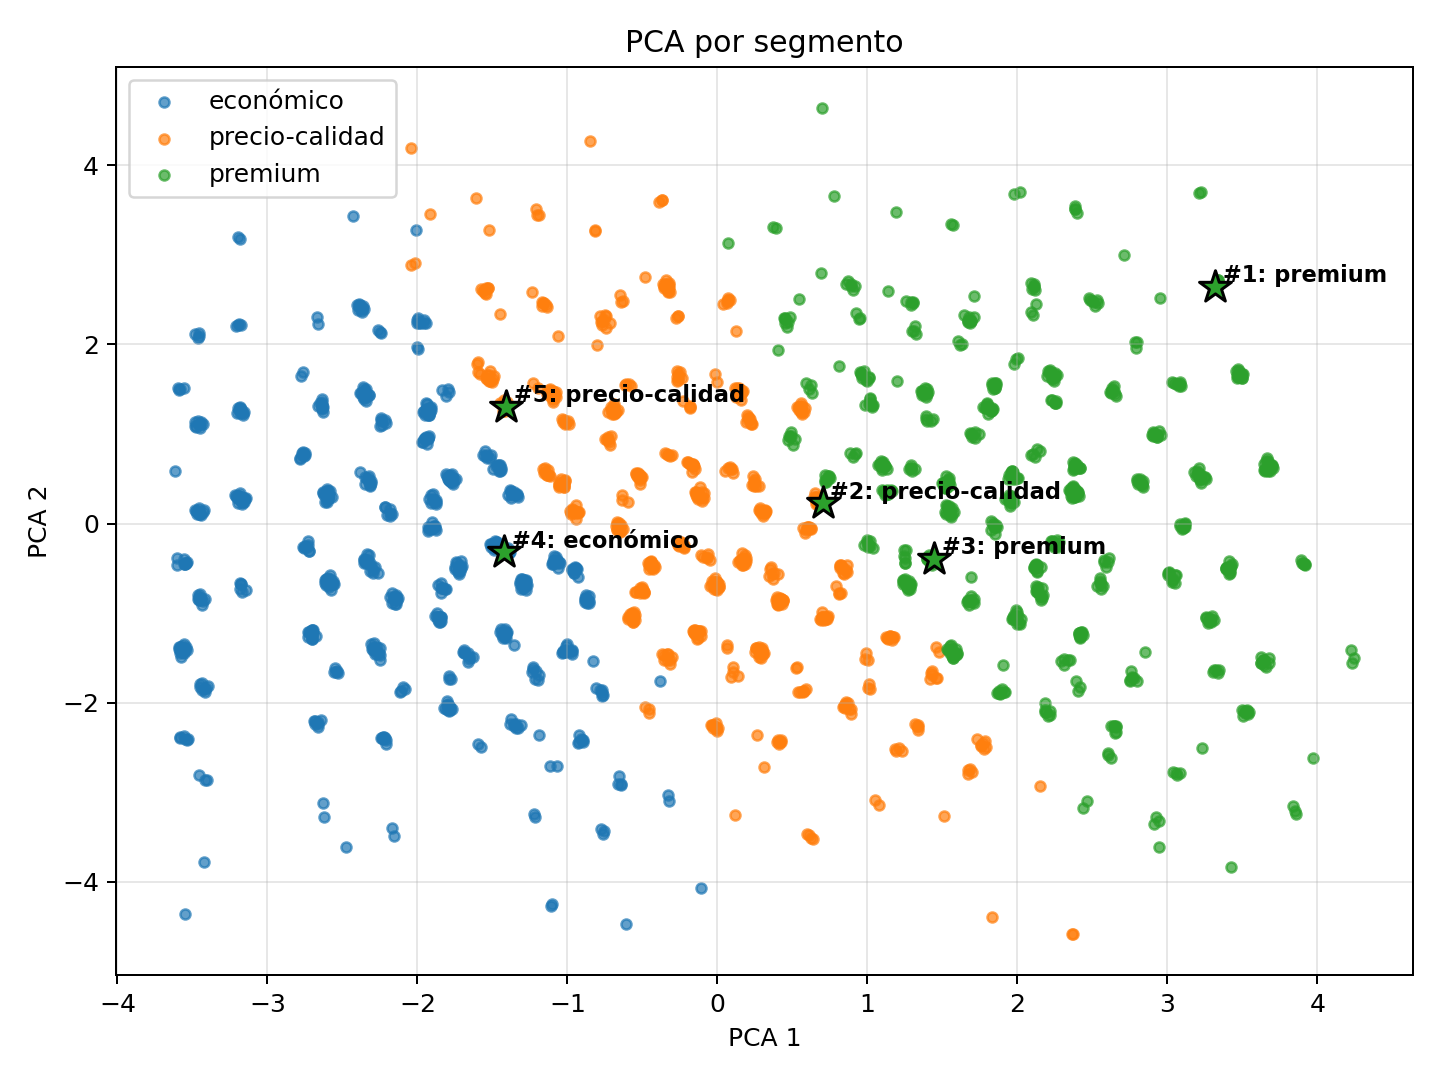 PCA por segmento
económico
precio-calidad
premium
#1: premium
#5: precio-calidad
#2: precio-calidad
#4: económico
#3: premium
4
2
0
−2
−4
PCA 2
−4
−3
−2
−1
0
1
2
3
4
PCA 1